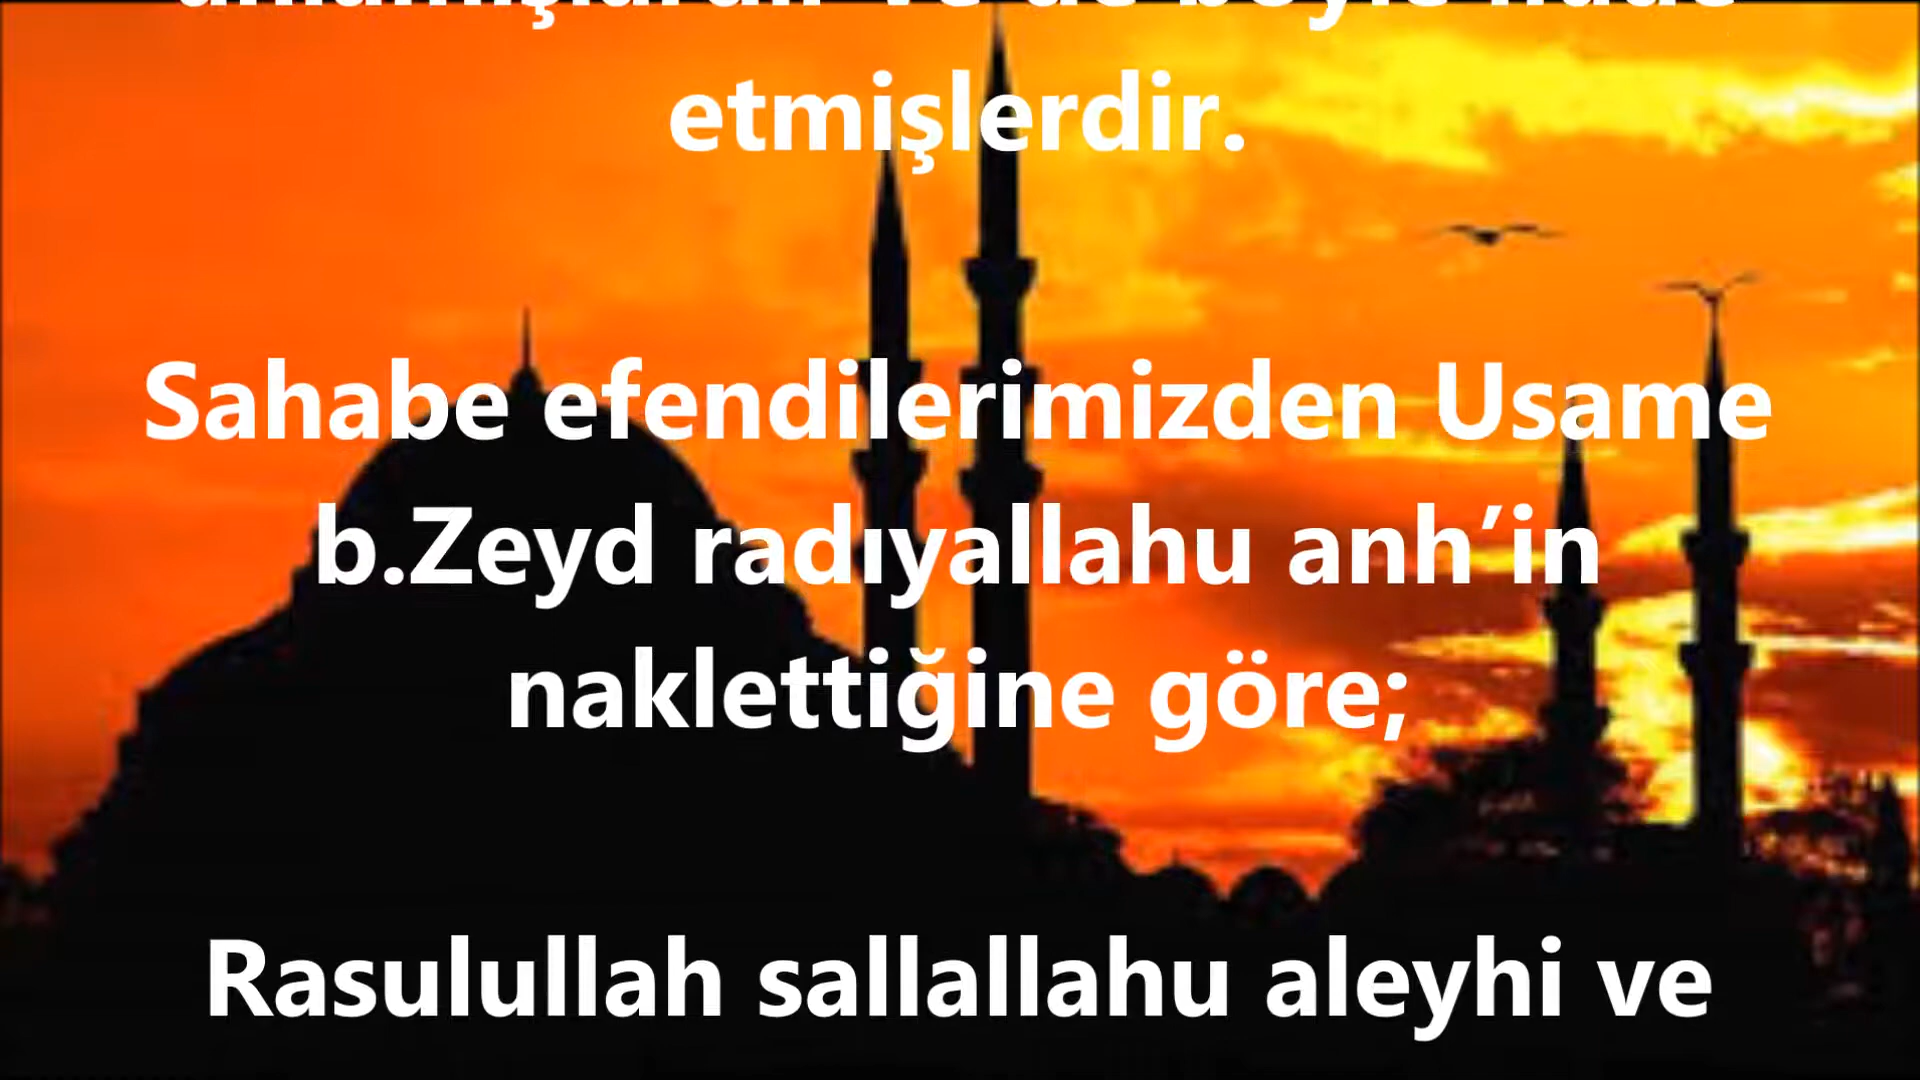 etmişlerdir.
Sahabe efendilerimizden Usame
b.Zeyd radıyallahu anh’in
naklettiğine göre;
Rasulullah sallallahu aleyhi ve